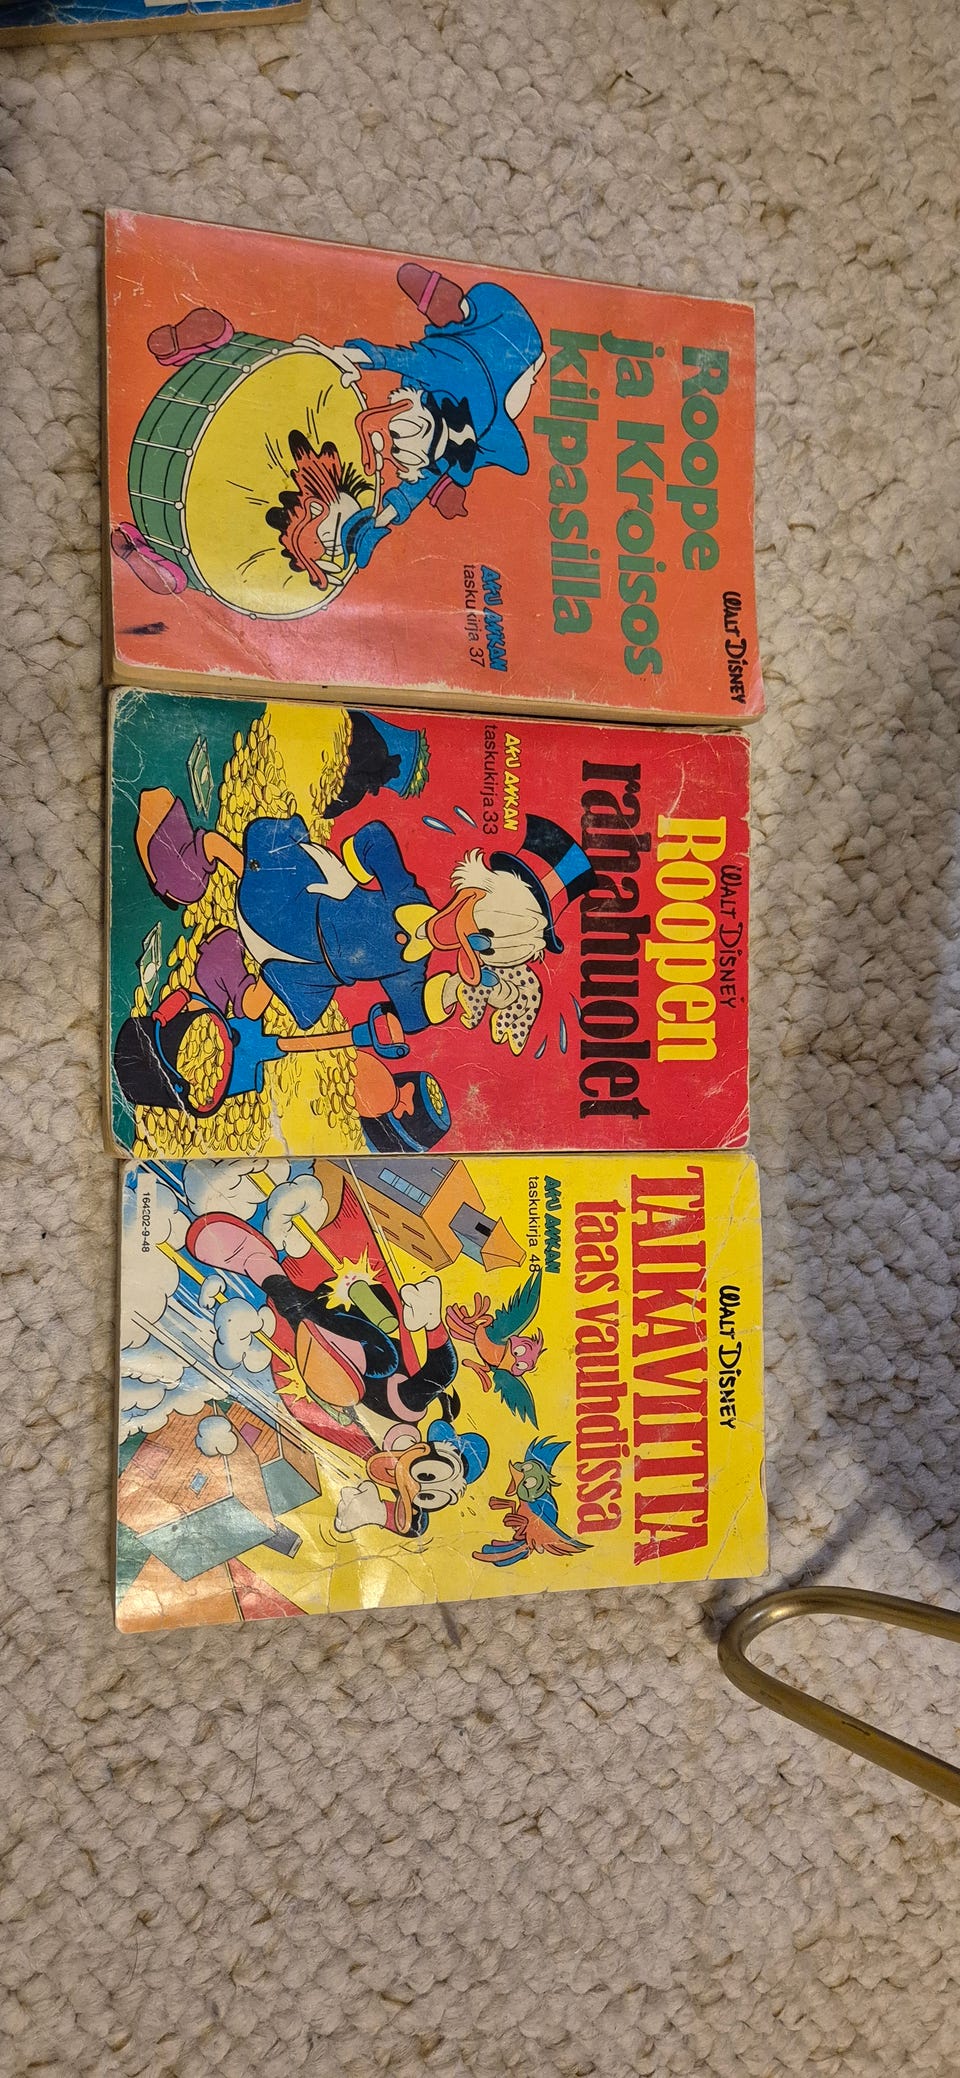 WALT DISNEY
Roope
ja Kroisos
kilpasilla
AKU ANKAN
taskukirja 37
WALT DISNEY
Roopen
rahahuolet
AKU ANKAN
taskukirja 33
WALT DISNEY
TAIKAVIITTA
taas vauhdissa
AKU ANKAN
taskukirja 48
164202-9-48